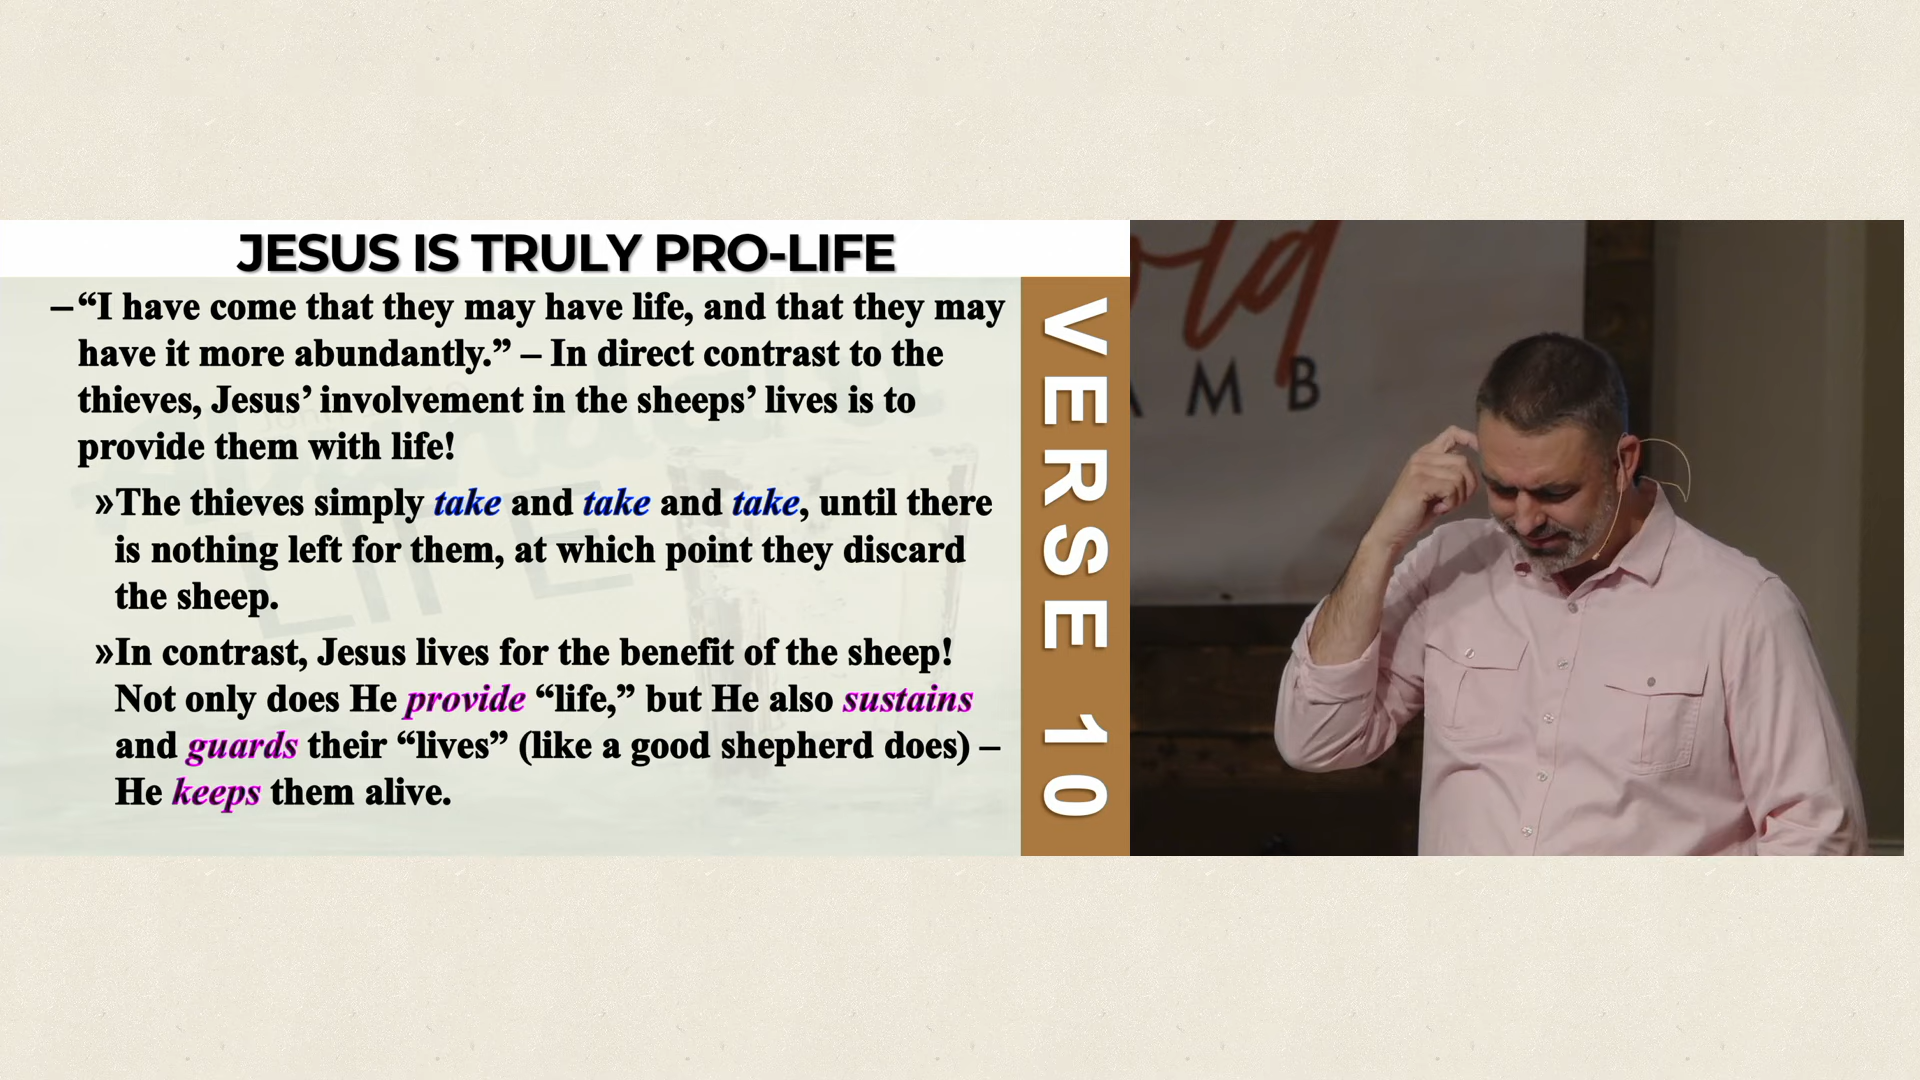 JESUS IS TRULY PRO-LIFE
–“I have come that they may have life, and that they may
have it more abundantly.” – In direct contrast to the
thieves, Jesus’ involvement in the sheeps’ lives is to
provide them with life!
»The thieves simply take and take and take, until there
is nothing left for them, at which point they discard
the sheep.
»In contrast, Jesus lives for the benefit of the sheep!
Not only does He provide “life,” but He also sustains
and guards their “lives” (like a good shepherd does) –
He keeps them alive.
VERSE 10
LIFE
AMB